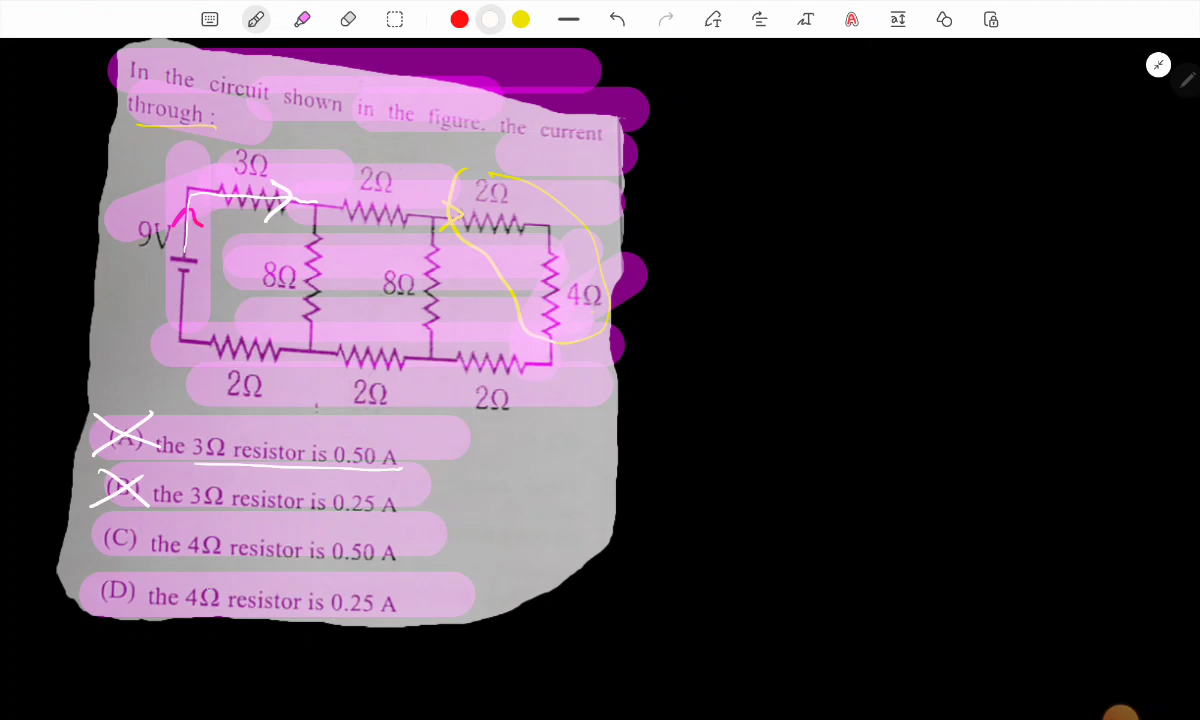 In the circuit shown in the figure, the current
through :
3Ω
2Ω
2Ω
9V
8Ω
8Ω
4Ω
2Ω
2Ω
2Ω
(A) the 3Ω resistor is 0.50 A
(B) the 3Ω resistor is 0.25 A
(C) the 4Ω resistor is 0.50 A
(D) the 4Ω resistor is 0.25 A